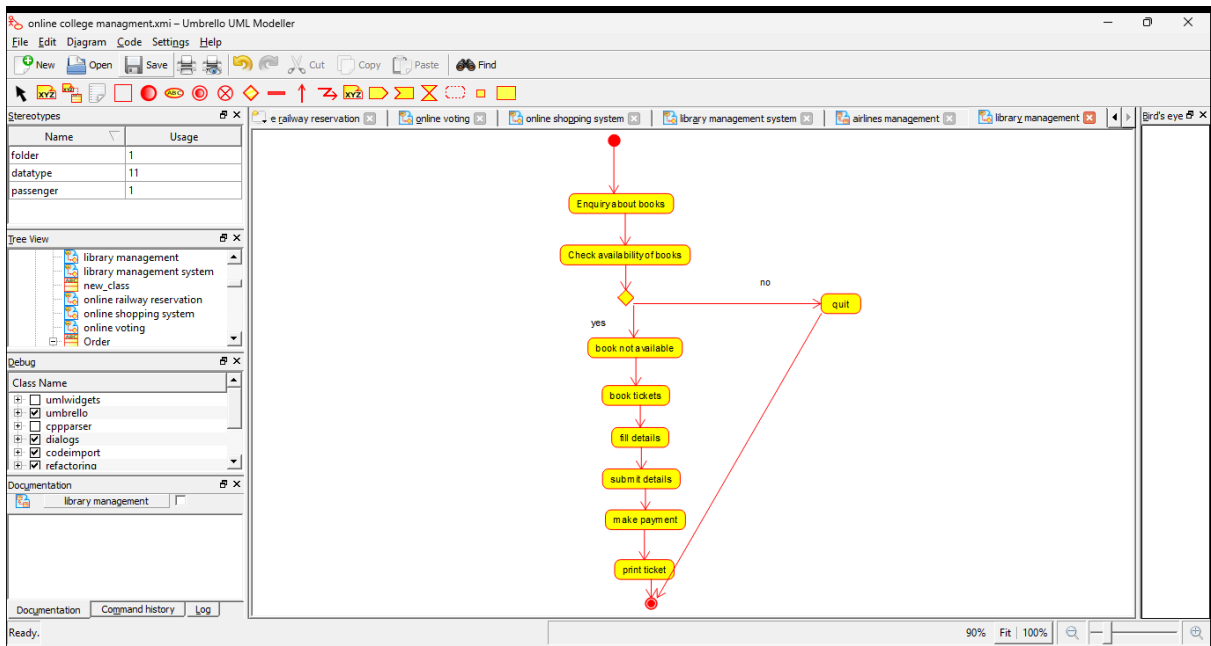 online college managment.xmi – Umbrello UML Modeller
File Edit Diagram Code Settings Help
New Open Save Cut Copy Paste Find
XYZ ABC XYZ
Stereotypes
e railway reservation online voting online shopping system library management system airlines management library management
Bird's eye
Name Usage
folder 1
datatype 11
passenger 1
Tree View
library management
library management system
new_class
online railway reservation
online shopping system
online voting
Order
Debug
Class Name
umlwidgets
umbrello
cppparser
dialogs
codeimport
refactoring
Documentation
library management
Documentation Command history Log
Enquiry about books
Check availability of books
no
quit
yes
book not available
book tickets
fill details
submit details
make payment
print ticket
Ready.
90% Fit 100%